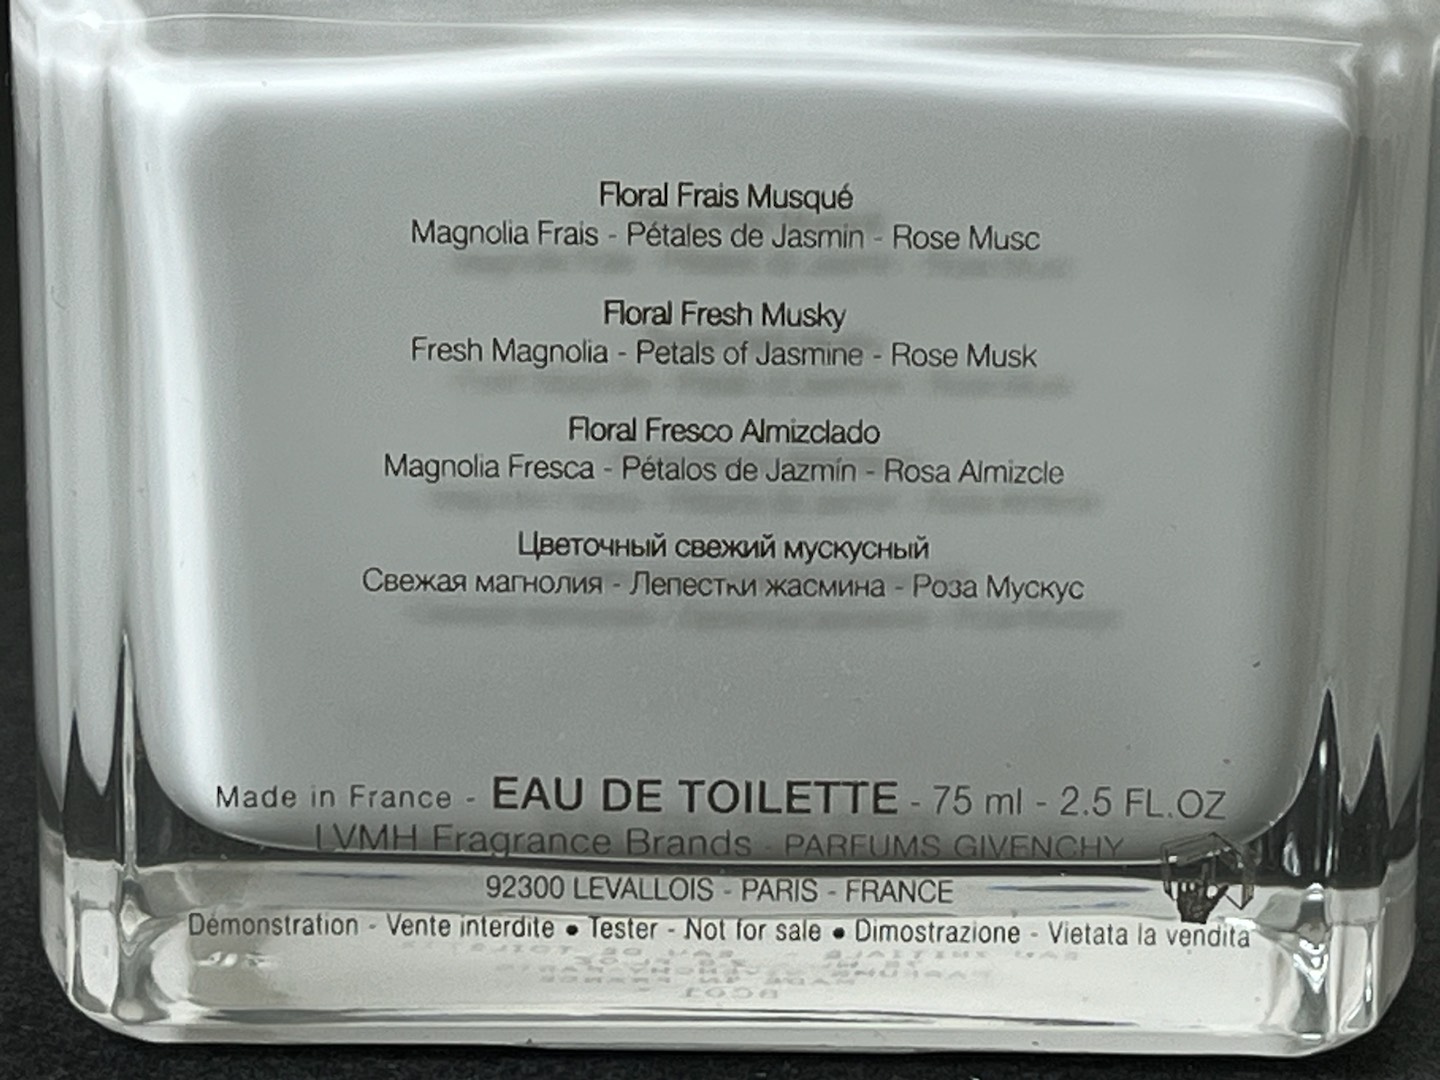 Floral Frais Musqué
Magnolia Frais - Pétales de Jasmin - Rose Musc
Floral Fresh Musky
Fresh Magnolia - Petals of Jasmine - Rose Musk
Floral Fresco Almizclado
Magnolia Fresca - Pétalos de Jazmín - Rosa Almizcle
Цветочный свежий мускусный
Свежая магнолия - Лепестки жасмина - Роза Мускус
Made in France - EAU DE TOILETTE - 75 ml - 2.5 FL.OZ
LVMH Fragrance Brands - PARFUMS GIVENCHY
92300 LEVALLOIS - PARIS - FRANCE
Démonstration - Vente interdite • Tester - Not for sale • Dimostrazione - Vietata la vendita